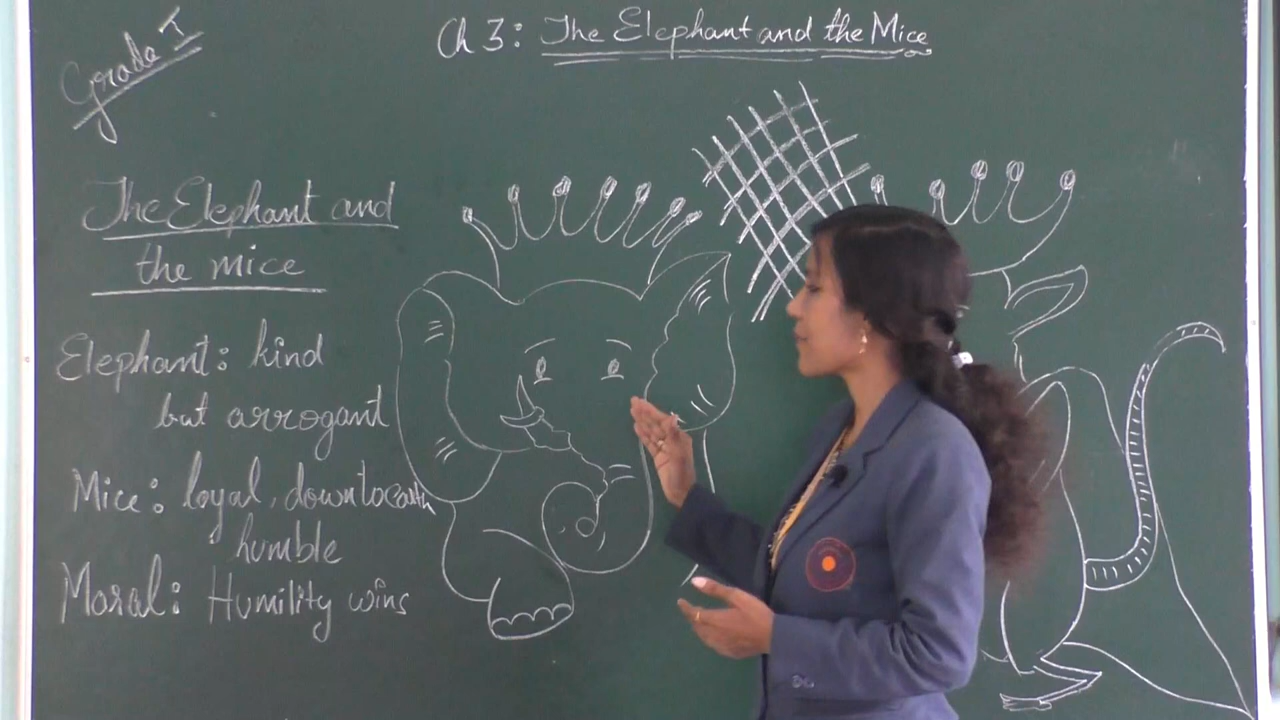 Grade I
Ch 3: The Elephant and the Mice
The Elephant and
the mice
Elephant: kind
but arrogant
Mice: loyal, down to earth
humble
Moral: Humility wins